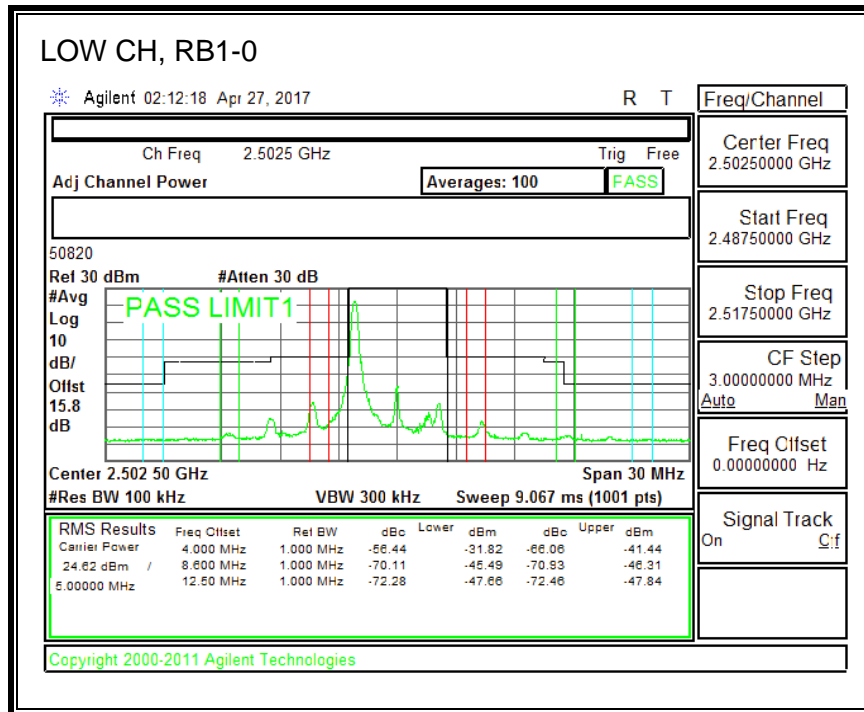 LOW CH, RB1-0
Agilent 02:12:18 Apr 27, 2017 R T
Freq/Channel
Ch Freq 2.5025 GHz Trig Free
Adj Channel Power Averages: 100 PASS
Center Freq
2.50250000 GHz
Start Freq
2.48750000 GHz
Stop Freq
2.51750000 GHz
CF Step
3.00000000 MHz
Auto Man
Freq Offset
0.00000000 Hz
Signal Track
On Off
50820
Ref 30 dBm #Atten 30 dB
#Avg
Log
10
dB/
Offst
15.8
dB
PASS LIMIT1
Center 2.502 50 GHz Span 30 MHz
#Res BW 100 kHz VBW 300 kHz Sweep 9.067 ms (1001 pts)
RMS Results Freq Offset Ref BW dBc Lower dBm dBc Upper dBm
Carrier Power 4.000 MHz 1.000 MHz -56.44 -31.82 -66.06 -41.44
24.62 dBm / 8.600 MHz 1.000 MHz -70.11 -45.49 -70.93 -46.31
5.00000 MHz 12.50 MHz 1.000 MHz -72.28 -47.66 -72.46 -47.84
Copyright 2000-2011 Agilent Technologies